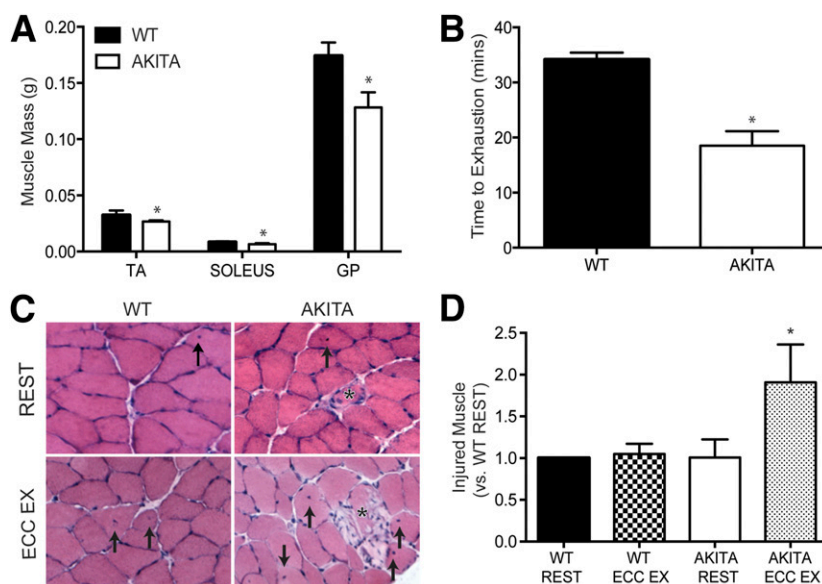 A
WT
AKITA
Muscle Mass (g)
0.20
0.15
0.10
0.05
0.00
*
*
*
TA SOLEUS GP
B
Time to Exhaustion (mins)
40
30
20
10
0
*
WT AKITA
C
WT AKITA
REST
*
ECC EX
*
D
Injured Muscle
(vs. WT REST)
2.5
2.0
1.5
1.0
0.5
0.0
*
WT WT AKITA AKITA
REST ECC EX REST ECC EX